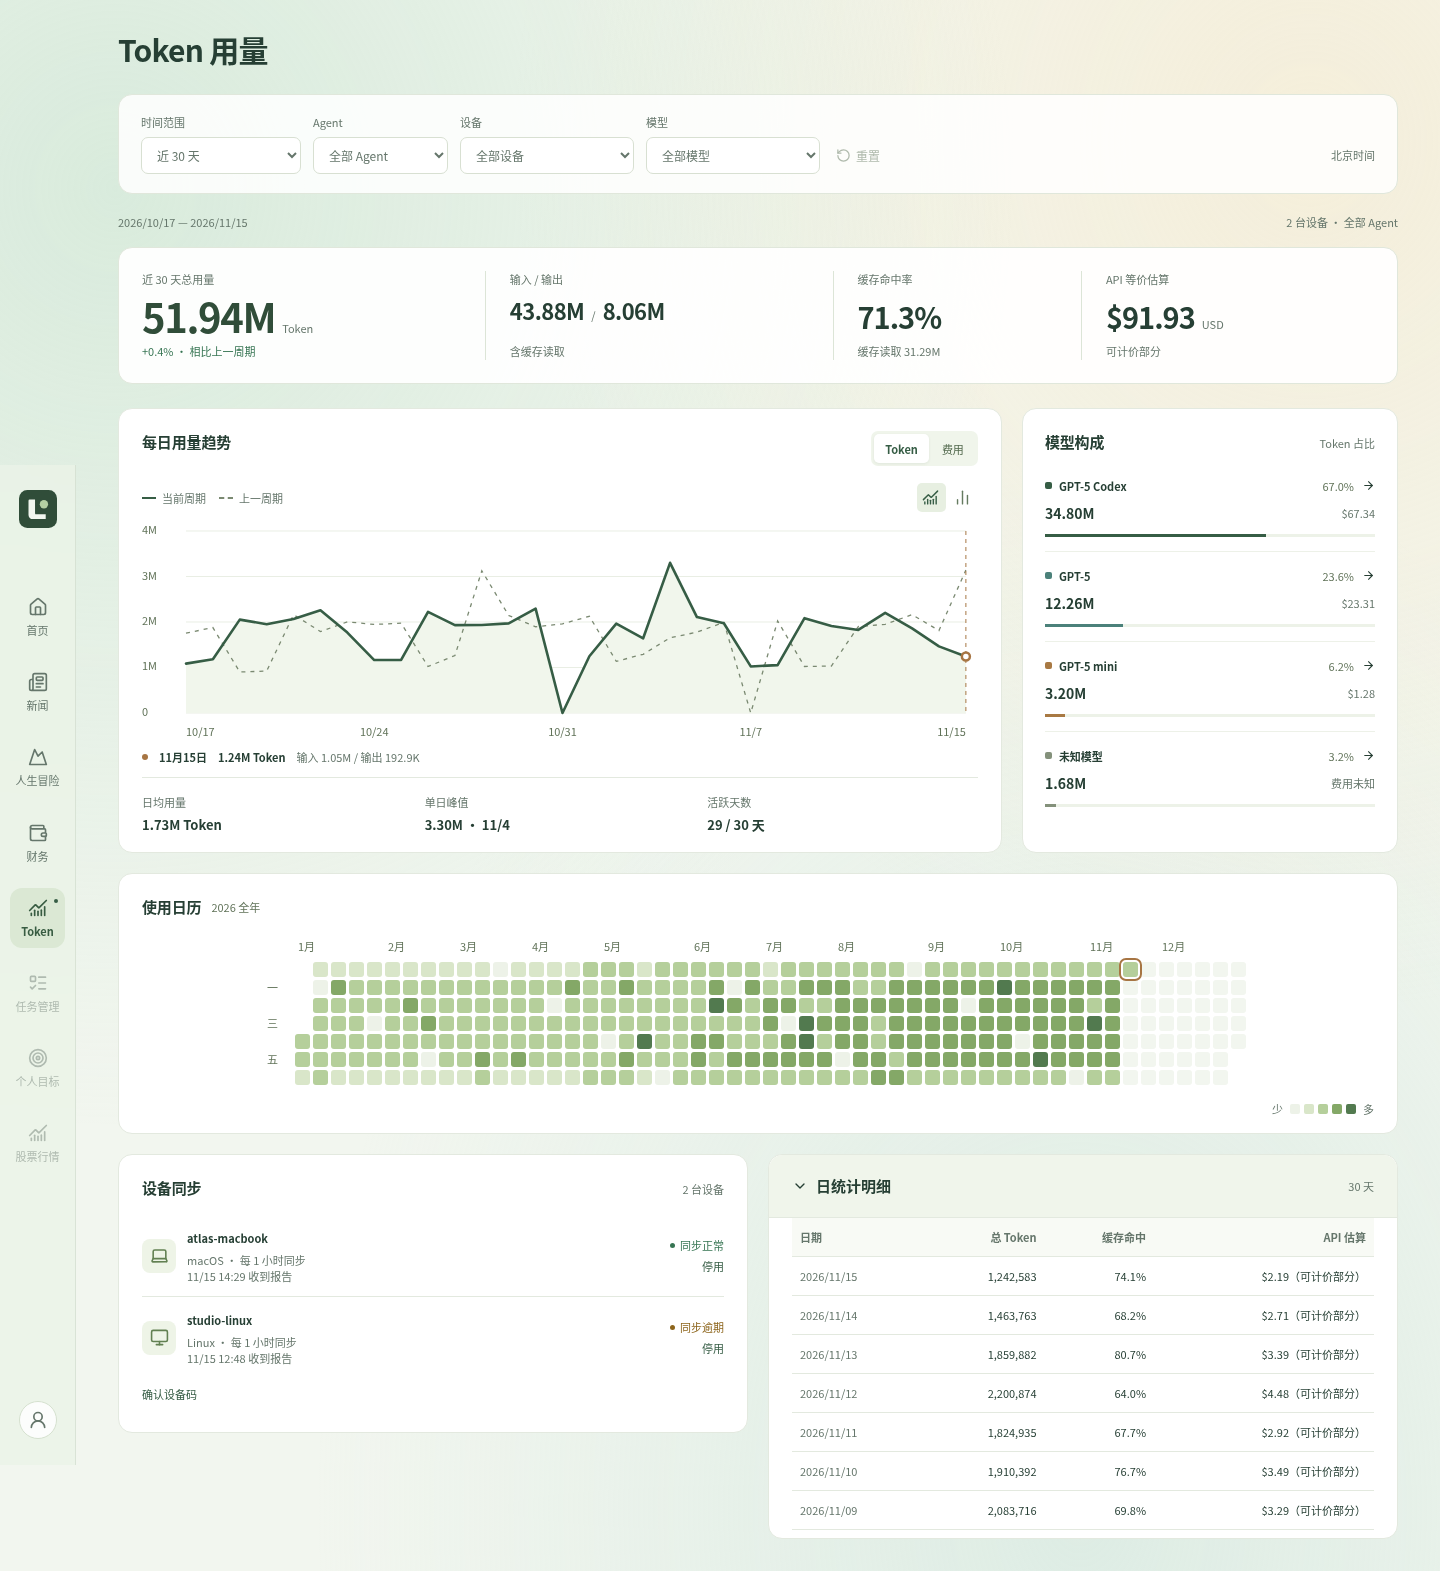 Token 用量
时间范围
Agent
设备
模型
近 30 天
全部 Agent
全部设备
全部模型
重置
北京时间
2026/10/17 — 2026/11/15
2 台设备 · 全部 Agent
近 30 天总用量
51.94M Token
+0.4% · 相比上一周期
输入 / 输出
43.88M / 8.06M
含缓存读取
缓存命中率
71.3%
缓存读取 31.29M
API 等价估算
$91.93 USD
可计价部分
每日用量趋势
Token
费用
当前周期
上一周期
4M
3M
2M
1M
0
10/17
10/24
10/31
11/7
11/15
11月15日 1.24M Token 输入 1.05M / 输出 192.9K
日均用量
1.73M Token
单日峰值
3.30M · 11/4
活跃天数
29 / 30 天
模型构成
Token 占比
GPT-5 Codex
67.0%
34.80M
$67.34
GPT-5
23.6%
12.26M
$23.31
GPT-5 mini
6.2%
3.20M
$1.28
未知模型
3.2%
1.68M
费用未知
首页
新闻
人生冒险
财务
Token
任务管理
个人目标
股票行情
使用日历 2026 全年
1月
2月
3月
4月
5月
6月
7月
8月
9月
10月
11月
12月
一
三
五
少
多
设备同步
2 台设备
atlas-macbook
macOS · 每 1 小时同步
11/15 14:29 收到报告
同步正常
停用
studio-linux
Linux · 每 1 小时同步
11/15 12:48 收到报告
同步逾期
停用
确认设备码
日统计明细
30 天
日期 总 Token 缓存命中 API 估算
2026/11/15 1,242,583 74.1% $2.19（可计价部分）
2026/11/14 1,463,763 68.2% $2.71（可计价部分）
2026/11/13 1,859,882 80.7% $3.39（可计价部分）
2026/11/12 2,200,874 64.0% $4.48（可计价部分）
2026/11/11 1,824,935 67.7% $2.92（可计价部分）
2026/11/10 1,910,392 76.7% $3.49（可计价部分）
2026/11/09 2,083,716 69.8% $3.29（可计价部分）